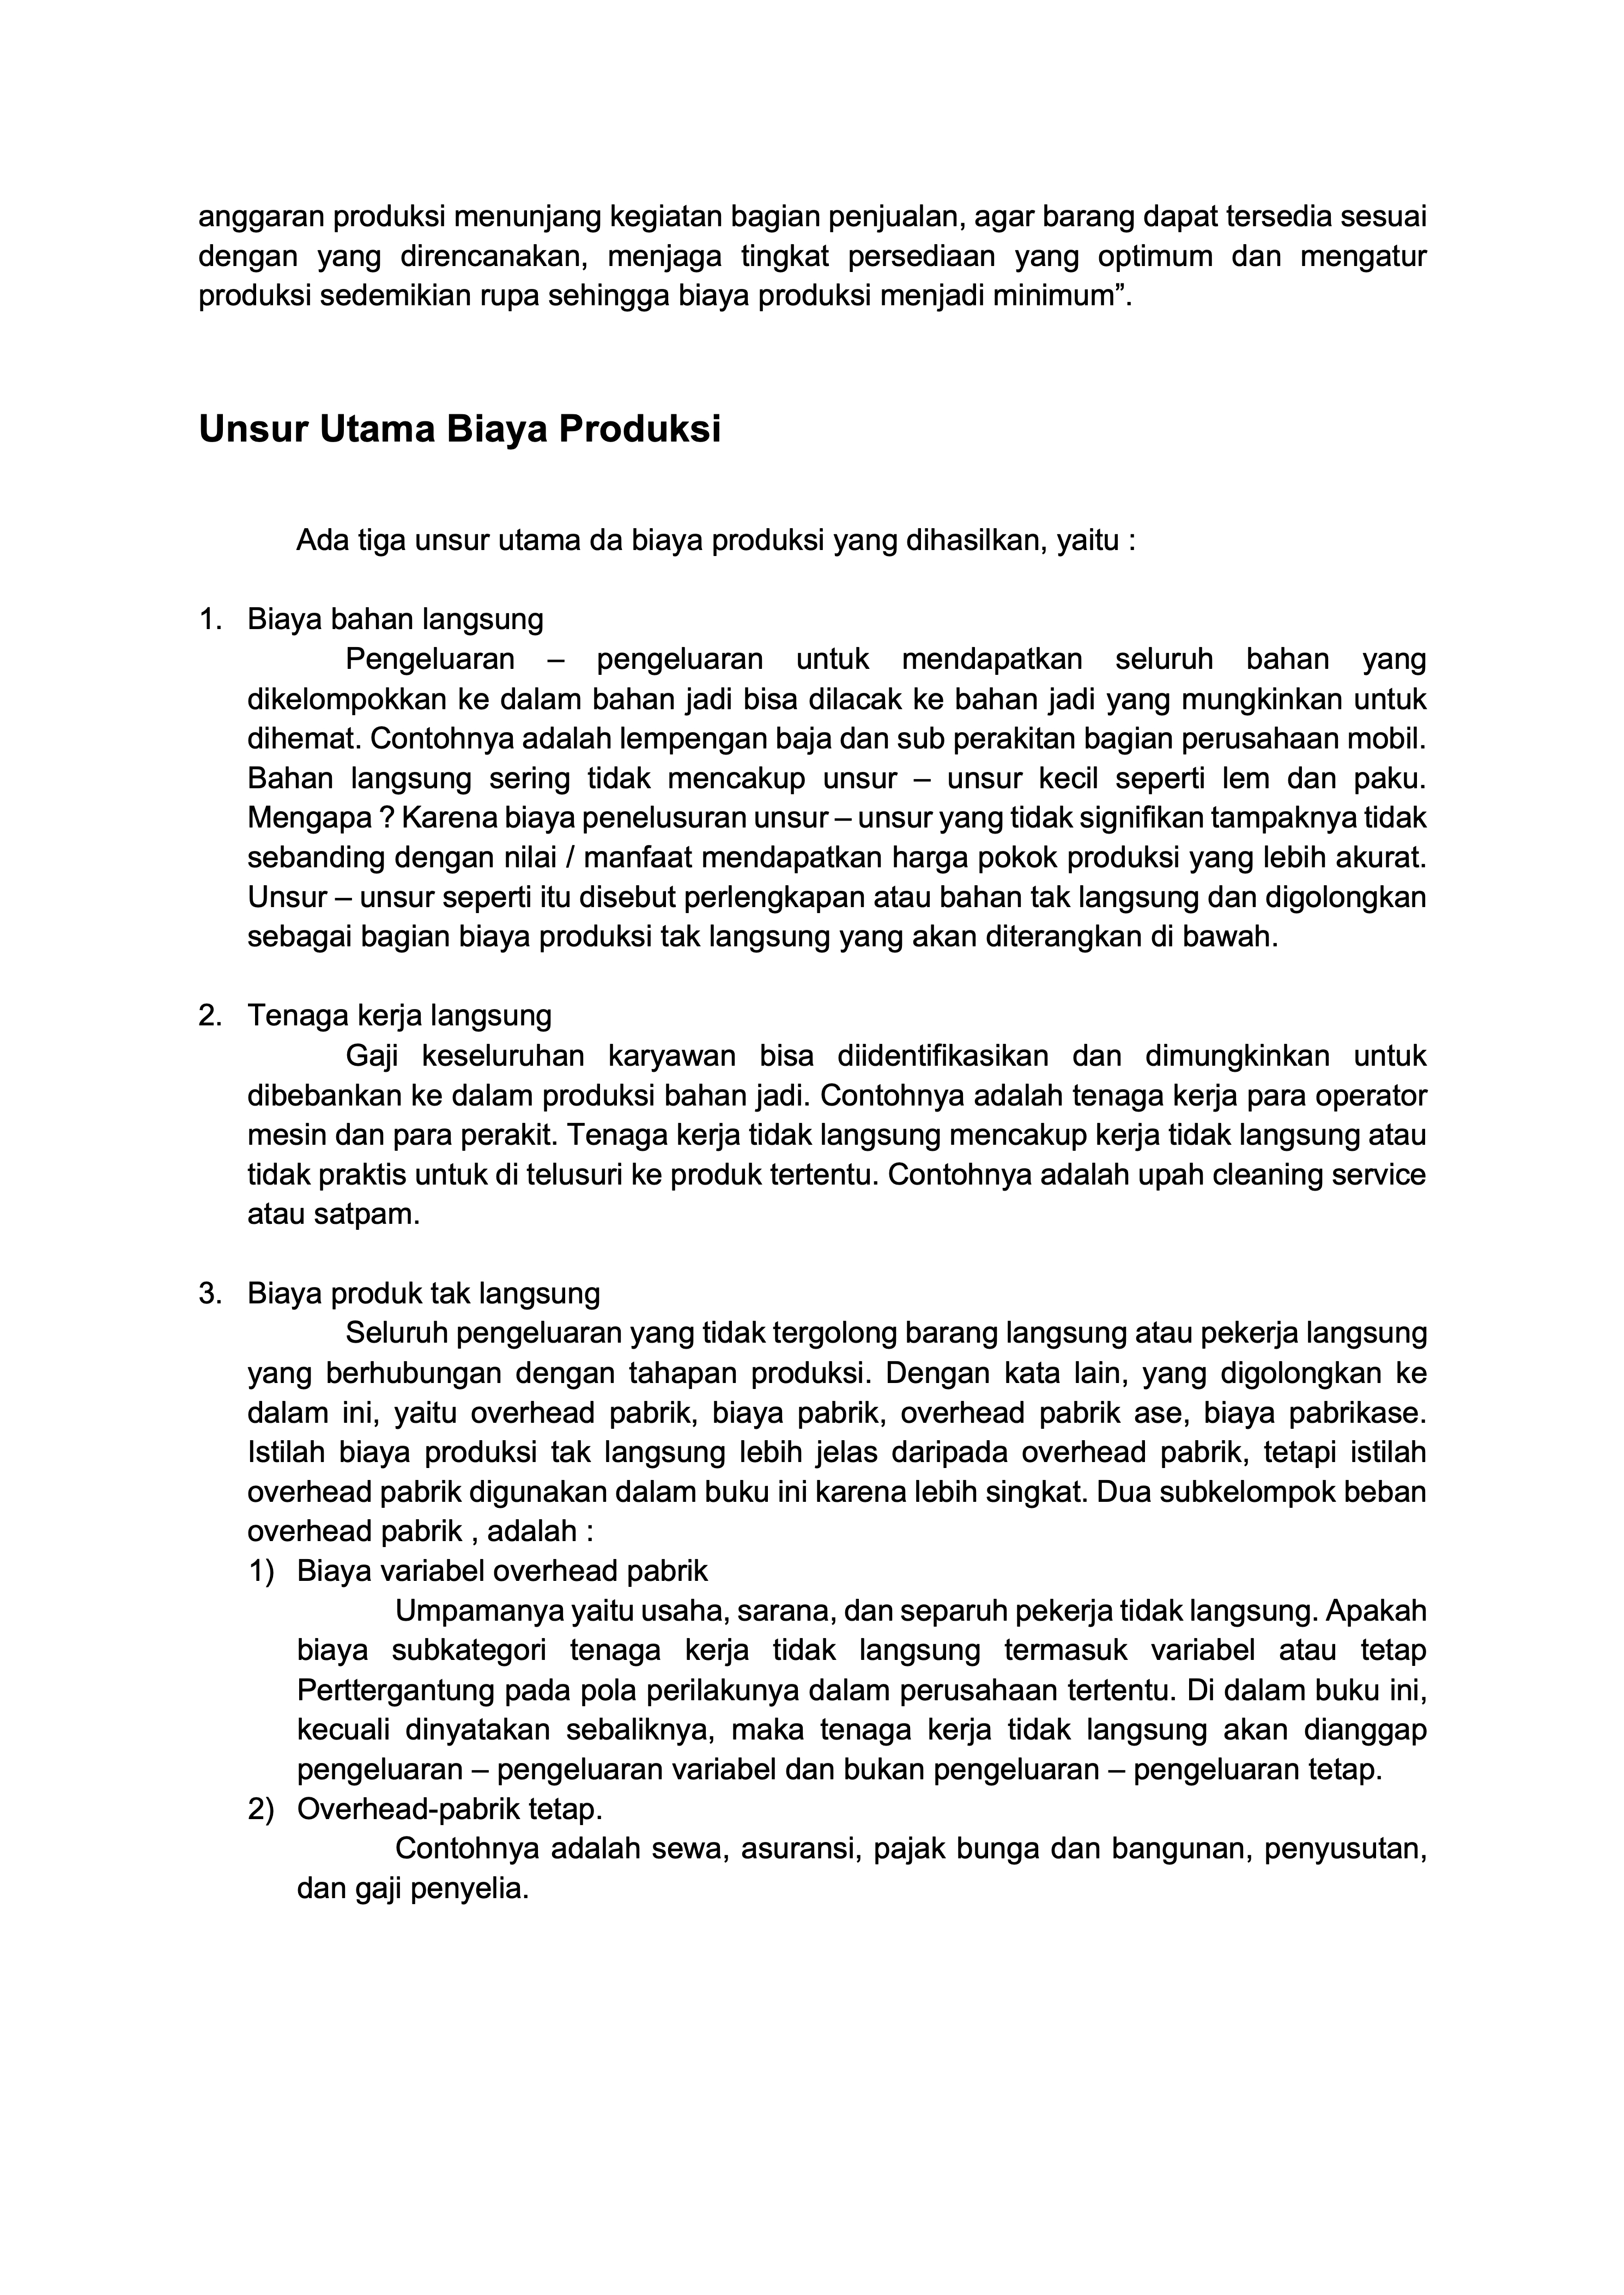 anggaran produksi menunjang kegiatan bagian penjualan, agar barang dapat tersedia sesuai
dengan yang direncanakan, menjaga tingkat persediaan yang optimum dan mengatur
produksi sedemikian rupa sehingga biaya produksi menjadi minimum”.
Unsur Utama Biaya Produksi
Ada tiga unsur utama da biaya produksi yang dihasilkan, yaitu :
1. Biaya bahan langsung
Pengeluaran – pengeluaran untuk mendapatkan seluruh bahan yang
dikelompokkan ke dalam bahan jadi bisa dilacak ke bahan jadi yang mungkinkan untuk
dihemat. Contohnya adalah lempengan baja dan sub perakitan bagian perusahaan mobil.
Bahan langsung sering tidak mencakup unsur – unsur kecil seperti lem dan paku.
Mengapa ? Karena biaya penelusuran unsur – unsur yang tidak signifikan tampaknya tidak
sebanding dengan nilai / manfaat mendapatkan harga pokok produksi yang lebih akurat.
Unsur – unsur seperti itu disebut perlengkapan atau bahan tak langsung dan digolongkan
sebagai bagian biaya produksi tak langsung yang akan diterangkan di bawah.
2. Tenaga kerja langsung
Gaji keseluruhan karyawan bisa diidentifikasikan dan dimungkinkan untuk
dibebankan ke dalam produksi bahan jadi. Contohnya adalah tenaga kerja para operator
mesin dan para perakit. Tenaga kerja tidak langsung mencakup kerja tidak langsung atau
tidak praktis untuk di telusuri ke produk tertentu. Contohnya adalah upah cleaning service
atau satpam.
3. Biaya produk tak langsung
Seluruh pengeluaran yang tidak tergolong barang langsung atau pekerja langsung
yang berhubungan dengan tahapan produksi. Dengan kata lain, yang digolongkan ke
dalam ini, yaitu overhead pabrik, biaya pabrik, overhead pabrik ase, biaya pabrikase.
Istilah biaya produksi tak langsung lebih jelas daripada overhead pabrik, tetapi istilah
overhead pabrik digunakan dalam buku ini karena lebih singkat. Dua subkelompok beban
overhead pabrik , adalah :
1) Biaya variabel overhead pabrik
Umpamanya yaitu usaha, sarana, dan separuh pekerja tidak langsung. Apakah
biaya subkategori tenaga kerja tidak langsung termasuk variabel atau tetap
Perttergantung pada pola perilakunya dalam perusahaan tertentu. Di dalam buku ini,
kecuali dinyatakan sebaliknya, maka tenaga kerja tidak langsung akan dianggap
pengeluaran – pengeluaran variabel dan bukan pengeluaran – pengeluaran tetap.
2) Overhead-pabrik tetap.
Contohnya adalah sewa, asuransi, pajak bunga dan bangunan, penyusutan,
dan gaji penyelia.